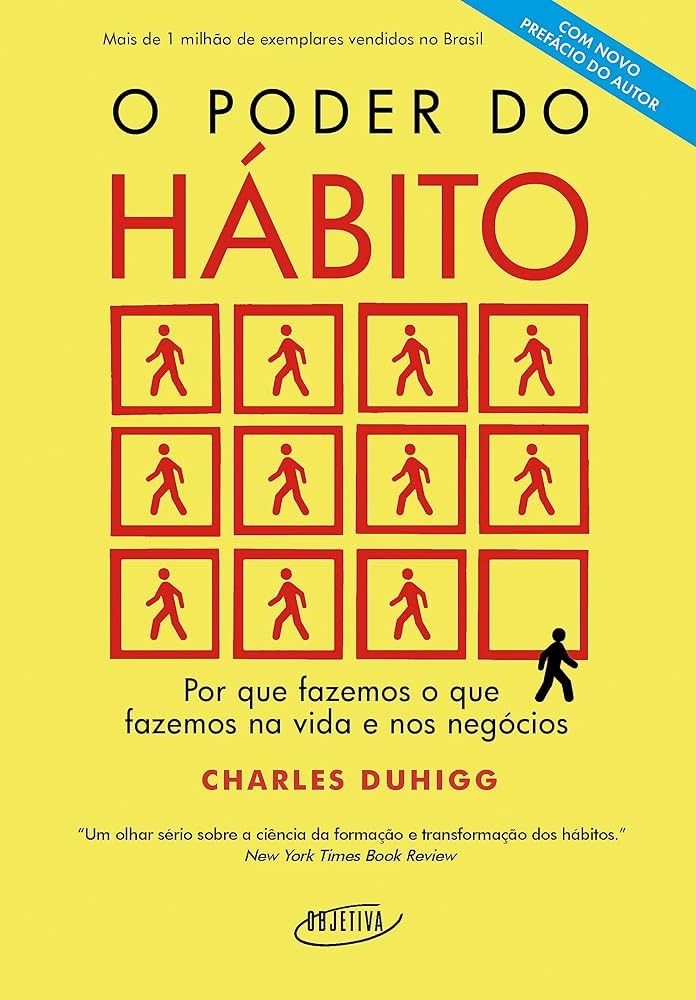 Mais de 1 milhão de exemplares vendidos no Brasil
COM NOVO
PREFÁCIO DO AUTOR
O PODER DO
HÁBITO
Por que fazemos o que
fazemos na vida e nos negócios
CHARLES DUHIGG
“Um olhar sério sobre a ciência da formação e transformação dos hábitos.”
New York Times Book Review
OBJETIVA